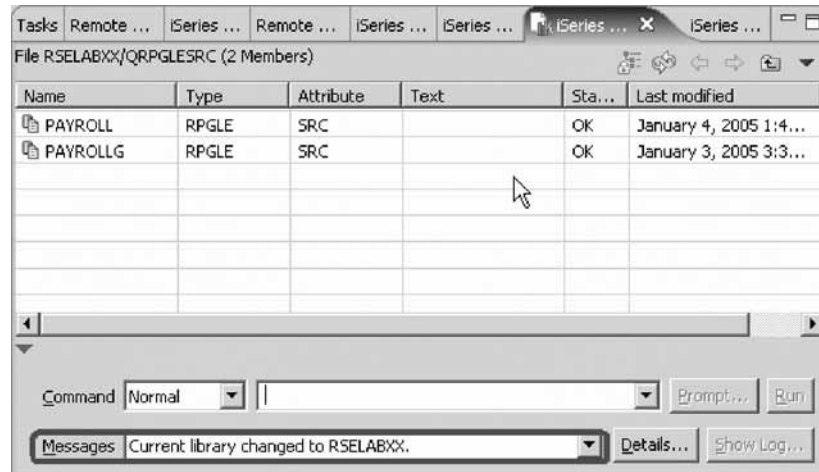 Tasks Remote ... iSeries ... Remote ... iSeries ... iSeries ... iSeries ... iSeries ...
File RSELABXX/QRPGLESRC (2 Members)
Name Type Attribute Text Sta... Last modified
PAYROLL RPGLE SRC OK January 4, 2005 1:4...
PAYROLLG RPGLE SRC OK January 3, 2005 3:3...
Command Normal Prompt... Run
Messages Current library changed to RSELABXX. Details... Show Log...